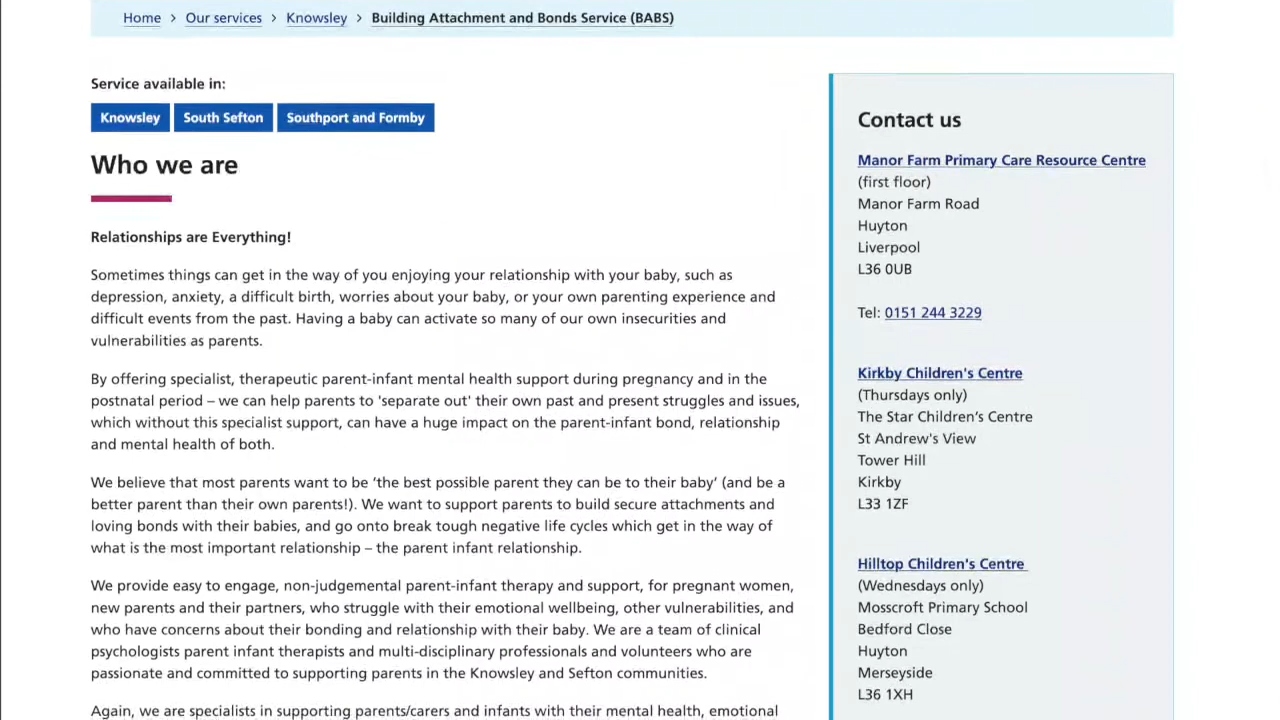 Home > Our services > Knowsley > Building Attachment and Bonds Service (BABS)
Service available in:
Knowsley South Sefton Southport and Formby
Who we are
Relationships are Everything!
Sometimes things can get in the way of you enjoying your relationship with your baby, such as
depression, anxiety, a difficult birth, worries about your baby, or your own parenting experience and
difficult events from the past. Having a baby can activate so many of our own insecurities and
vulnerabilities as parents.
By offering specialist, therapeutic parent-infant mental health support during pregnancy and in the
postnatal period – we can help parents to 'separate out' their own past and present struggles and issues,
which without this specialist support, can have a huge impact on the parent-infant bond, relationship
and mental health of both.
We believe that most parents want to be ‘the best possible parent they can be to their baby’ (and be a
better parent than their own parents!). We want to support parents to build secure attachments and
loving bonds with their babies, and go onto break tough negative life cycles which get in the way of
what is the most important relationship – the parent infant relationship.
We provide easy to engage, non-judgemental parent-infant therapy and support, for pregnant women,
new parents and their partners, who struggle with their emotional wellbeing, other vulnerabilities, and
who have concerns about their bonding and relationship with their baby. We are a team of clinical
psychologists parent infant therapists and multi-disciplinary professionals and volunteers who are
passionate and committed to supporting parents in the Knowsley and Sefton communities.
Again, we are specialists in supporting parents/carers and infants with their mental health, emotional
Contact us
Manor Farm Primary Care Resource Centre
(first floor)
Manor Farm Road
Huyton
Liverpool
L36 0UB
Tel: 0151 244 3229
Kirkby Children's Centre
(Thursdays only)
The Star Children’s Centre
St Andrew's View
Tower Hill
Kirkby
L33 1ZF
Hilltop Children's Centre
(Wednesdays only)
Mosscroft Primary School
Bedford Close
Huyton
Merseyside
L36 1XH